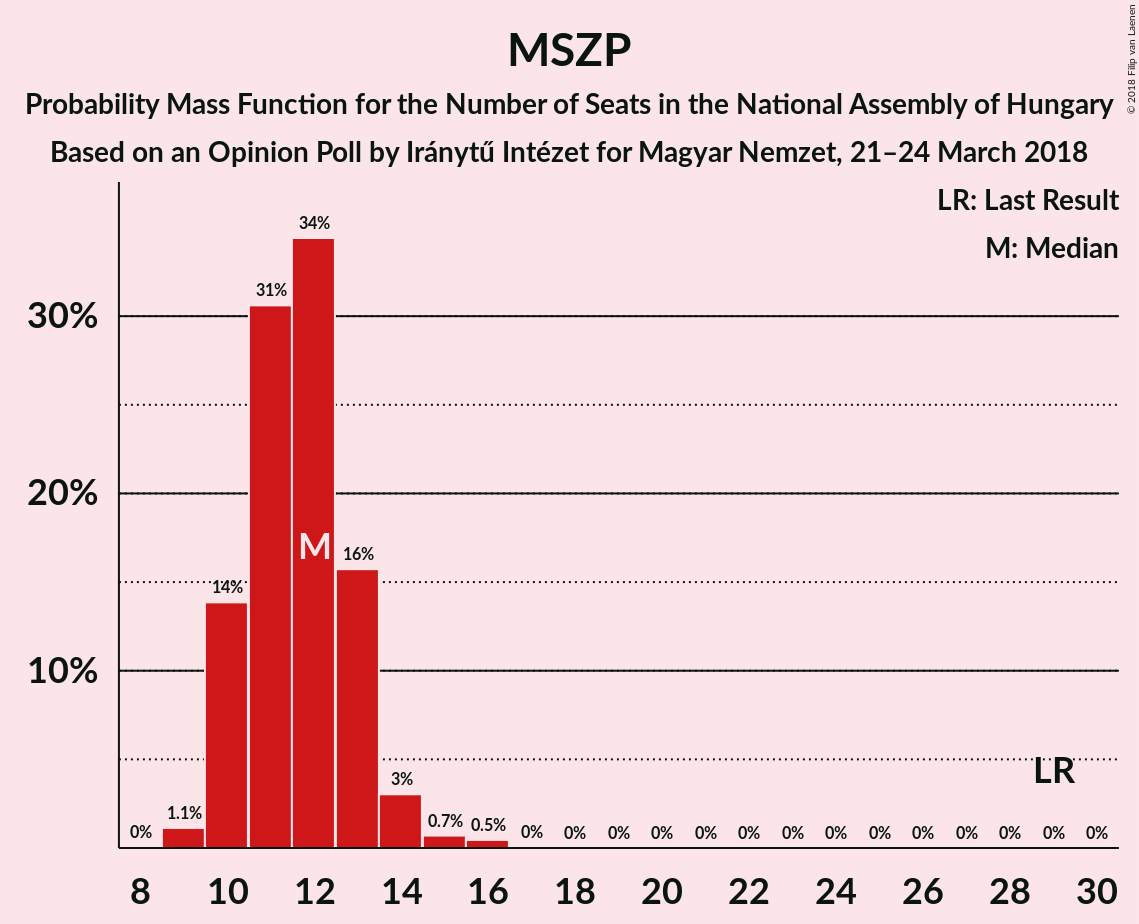 MSZP
Probability Mass Function for the Number of Seats in the National Assembly of Hungary
Based on an Opinion Poll by Iránytű Intézet for Magyar Nemzet, 21–24 March 2018
© 2018 Filip van Laenen
LR: Last Result
M: Median
34%
31%
30%
20%
M
16%
14%
10%
LR
3%
1.1%
0.7%
0.5%
0% 0% 0% 0% 0% 0% 0% 0% 0% 0% 0% 0% 0% 0% 0%
8 10 12 14 16 18 20 22 24 26 28 30